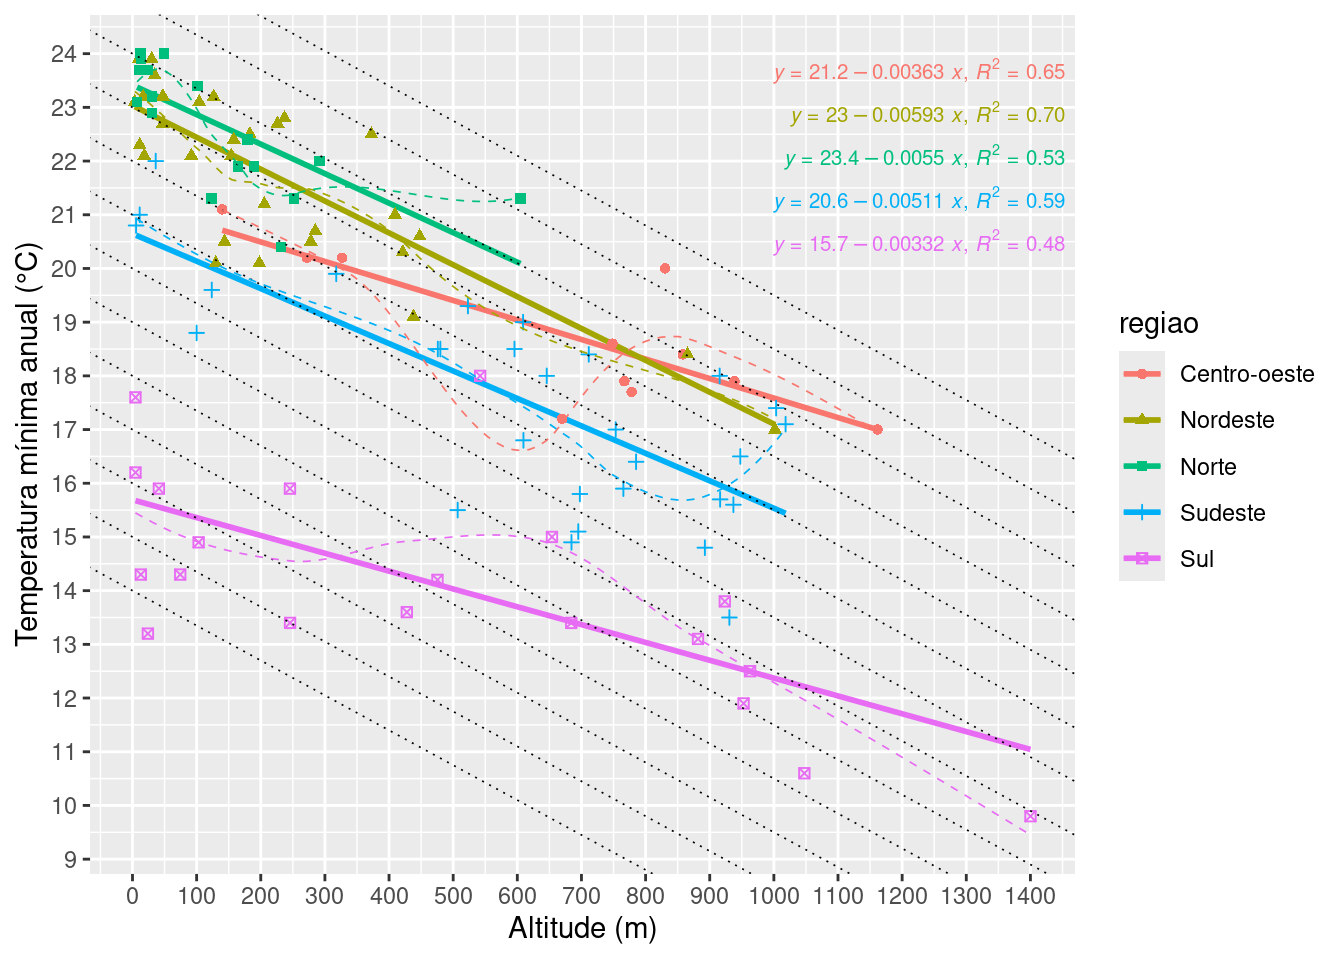 y = 21.2 − 0.00363 x, R² = 0.65
y = 23 − 0.00593 x, R² = 0.70
y = 23.4 − 0.0055 x, R² = 0.53
y = 20.6 − 0.00511 x, R² = 0.59
y = 15.7 − 0.00332 x, R² = 0.48
24
23
22
21
20
19
18
17
16
15
14
13
12
11
10
9
Temperatura mínima anual (°C)
0 100 200 300 400 500 600 700 800 900 1000 1100 1200 1300 1400
Altitude (m)
regiao
Centro-oeste
Nordeste
Norte
Sudeste
Sul